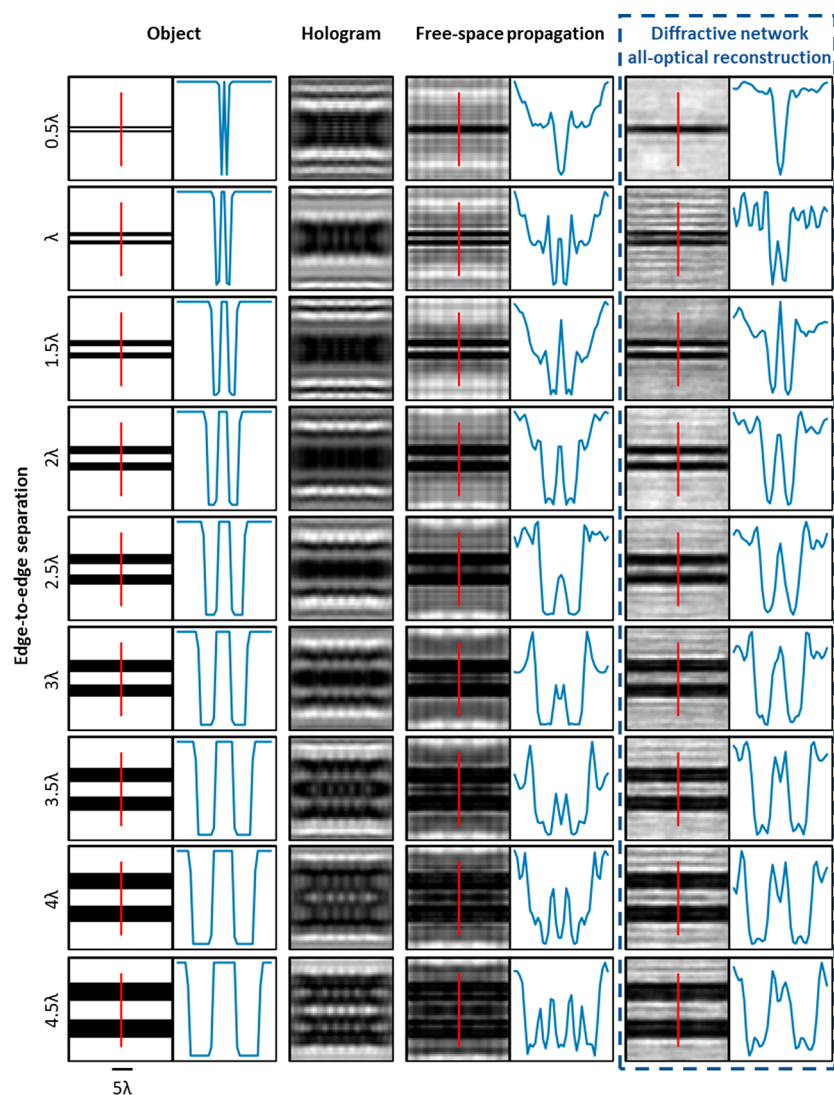 Object
Hologram
Free-space propagation
Diffractive network
all-optical reconstruction
Edge-to-edge separation
0.5λ
λ
1.5λ
2λ
2.5λ
3λ
3.5λ
4λ
4.5λ
5λ